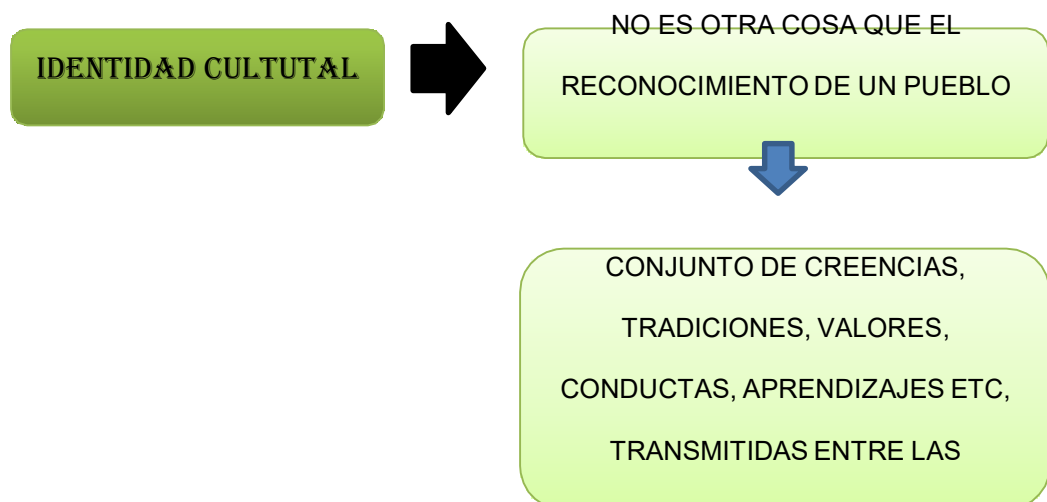 IDENTIDAD CULTUTAL
NO ES OTRA COSA QUE EL
RECONOCIMIENTO DE UN PUEBLO
CONJUNTO DE CREENCIAS,
TRADICIONES, VALORES,
CONDUCTAS, APRENDIZAJES ETC,
TRANSMITIDAS ENTRE LAS